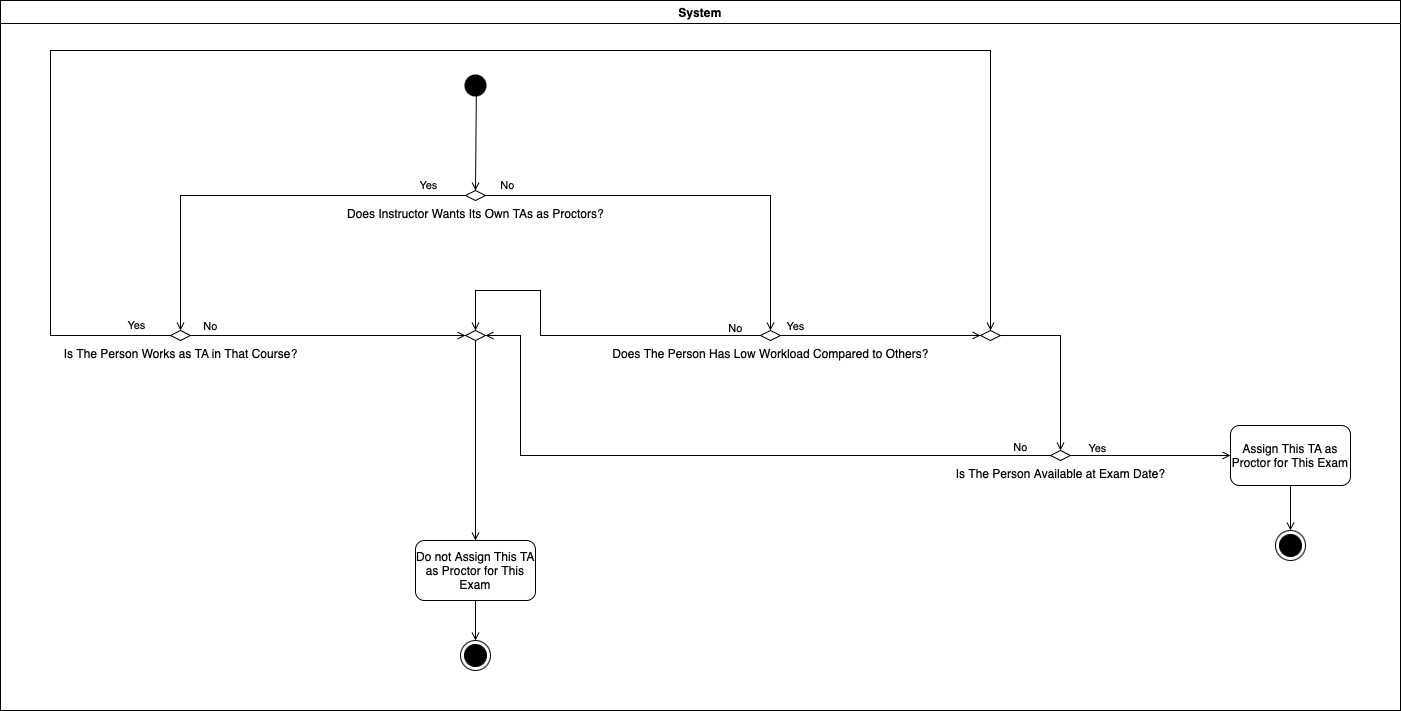 System
Yes
No
Does Instructor Wants Its Own TAs as Proctors?
Yes
No
Is The Person Works as TA in That Course?
No
Yes
Does The Person Has Low Workload Compared to Others?
No
Yes
Is The Person Available at Exam Date?
Assign This TA as
Proctor for This Exam
Do not Assign This TA
as Proctor for This
Exam